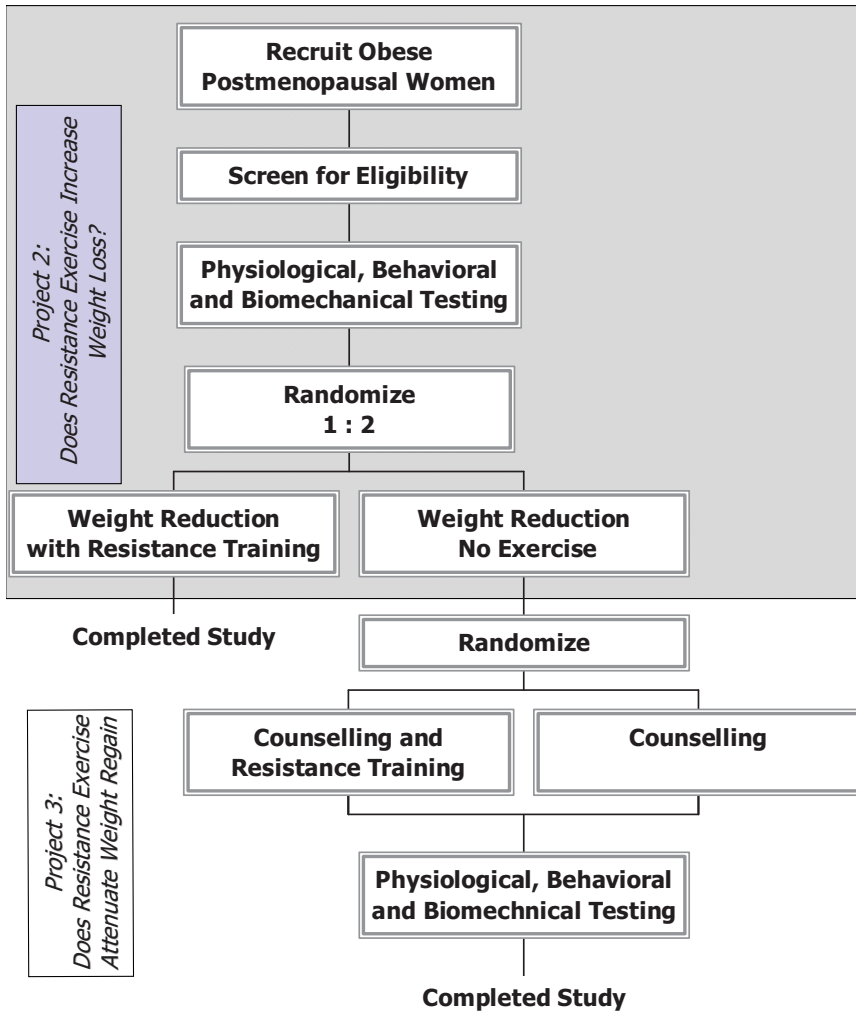 Recruit Obese
Postmenopausal Women
Project 2:
Does Resistance Exercise Increase
Weight Loss?
Screen for Eligibility
Physiological, Behavioral
and Biomechanical Testing
Randomize
1 : 2
Weight Reduction
with Resistance Training
Weight Reduction
No Exercise
Completed Study
Randomize
Project 3:
Does Resistance Exercise
Attenuate Weight Regain
Counselling and
Resistance Training
Counselling
Physiological, Behavioral
and Biomechnical Testing
Completed Study